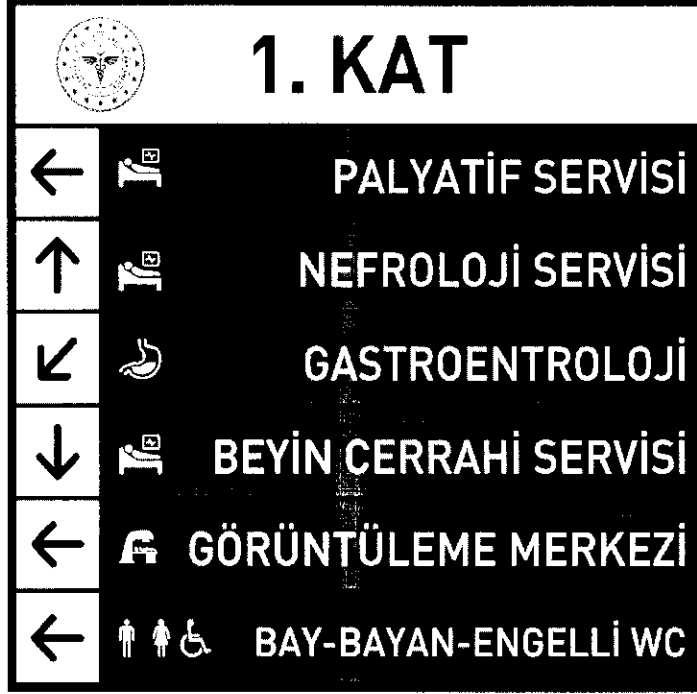 1. KAT
PALYATİF SERVİSİ
NEFROLOJİ SERVİSİ
GASTROENTROLOJİ
BEYİN CERRAHİ SERVİSİ
GÖRÜNTÜLEME MERKEZİ
BAY-BAYAN-ENGELLİ WC